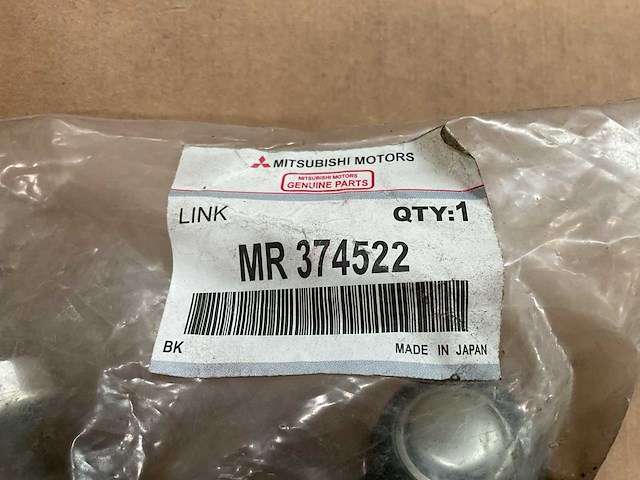 MITSUBISHI MOTORS
MITSUBISHI MOTORS
GENUINE PARTS
LINK QTY:1
MR 374522
BK MADE IN JAPAN